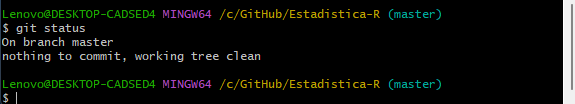 Lenovo@DESKTOP-CADSED4 MINGW64 /c/GitHub/Estadistica-R (master)
$ git status
On branch master
nothing to commit, working tree clean
Lenovo@DESKTOP-CADSED4 MINGW64 /c/GitHub/Estadistica-R (master)
$